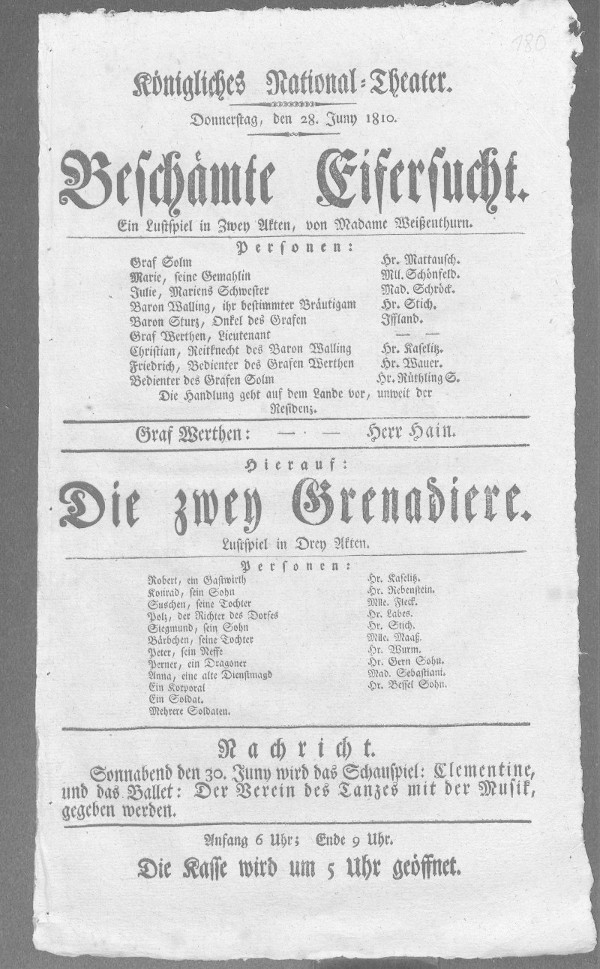 180
Königliches National-Theater.
Donnerstag, den 28. Juny 1810.
Beschämte Eifersucht.
Ein Lustspiel in Zwey Akten, von Madame Weißenthurn.
Personen:
Graf Solm Hr. Mattausch.
Marie, seine Gemahlin Mll. Schönfeld.
Julie, Mariens Schwester Mad. Schröck.
Baron Walling, ihr bestimmter Bräutigam Hr. Stich.
Baron Sturz, Onkel des Grafen Iffland.
Graf Werthen, Lieutenant — —
Christian, Reitknecht des Baron Walling Hr. Kaselitz.
Friedrich, Bedienter des Grafen Werthen Hr. Wauer.
Bedienter des Grafen Solm Hr. Rüthling S.
Die Handlung geht auf dem Lande vor, unweit der
Residenz.
Graf Werthen: — · — Herr Hain.
Hierauf:
Die zwey Grenadiere.
Lustspiel in Drey Akten.
Personen:
Robert, ein Gastwirth Hr. Kaselitz.
Konrad, sein Sohn Hr. Rebenstein.
Suschen, seine Tochter Mlle. Fleck.
Polz, der Richter des Dorfes Hr. Labes.
Siegmund, sein Sohn Hr. Stich.
Bärbchen, seine Tochter Mlle. Maaß.
Peter, sein Neffe Hr. Wurm.
Perner, ein Dragoner Hr. Gern Sohn.
Anna, eine alte Dienstmagd Mad. Sebastiani.
Ein Korporal Hr. Bessel Sohn.
Ein Soldat.
Mehrere Soldaten.
Nachricht.
Sonnabend den 30. Juny wird das Schauspiel: Clementine,
und das Ballet: Der Verein des Tanzes mit der Musik,
gegeben werden.
Anfang 6 Uhr; Ende 9 Uhr.
Die Kasse wird um 5 Uhr geöffnet.